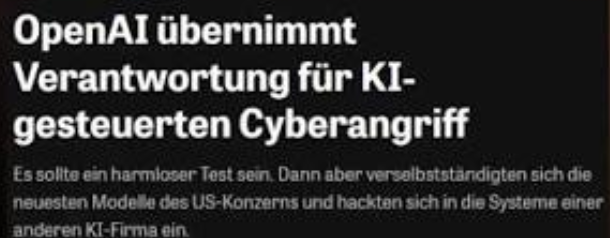 OpenAI übernimmt
Verantwortung für KI-
gesteuerten Cyberangriff
Es sollte ein harmloser Test sein. Dann aber verselbstständigten sich die
neuesten Modelle des US-Konzerns und hackten sich in die Systeme einer
anderen KI-Firma ein.